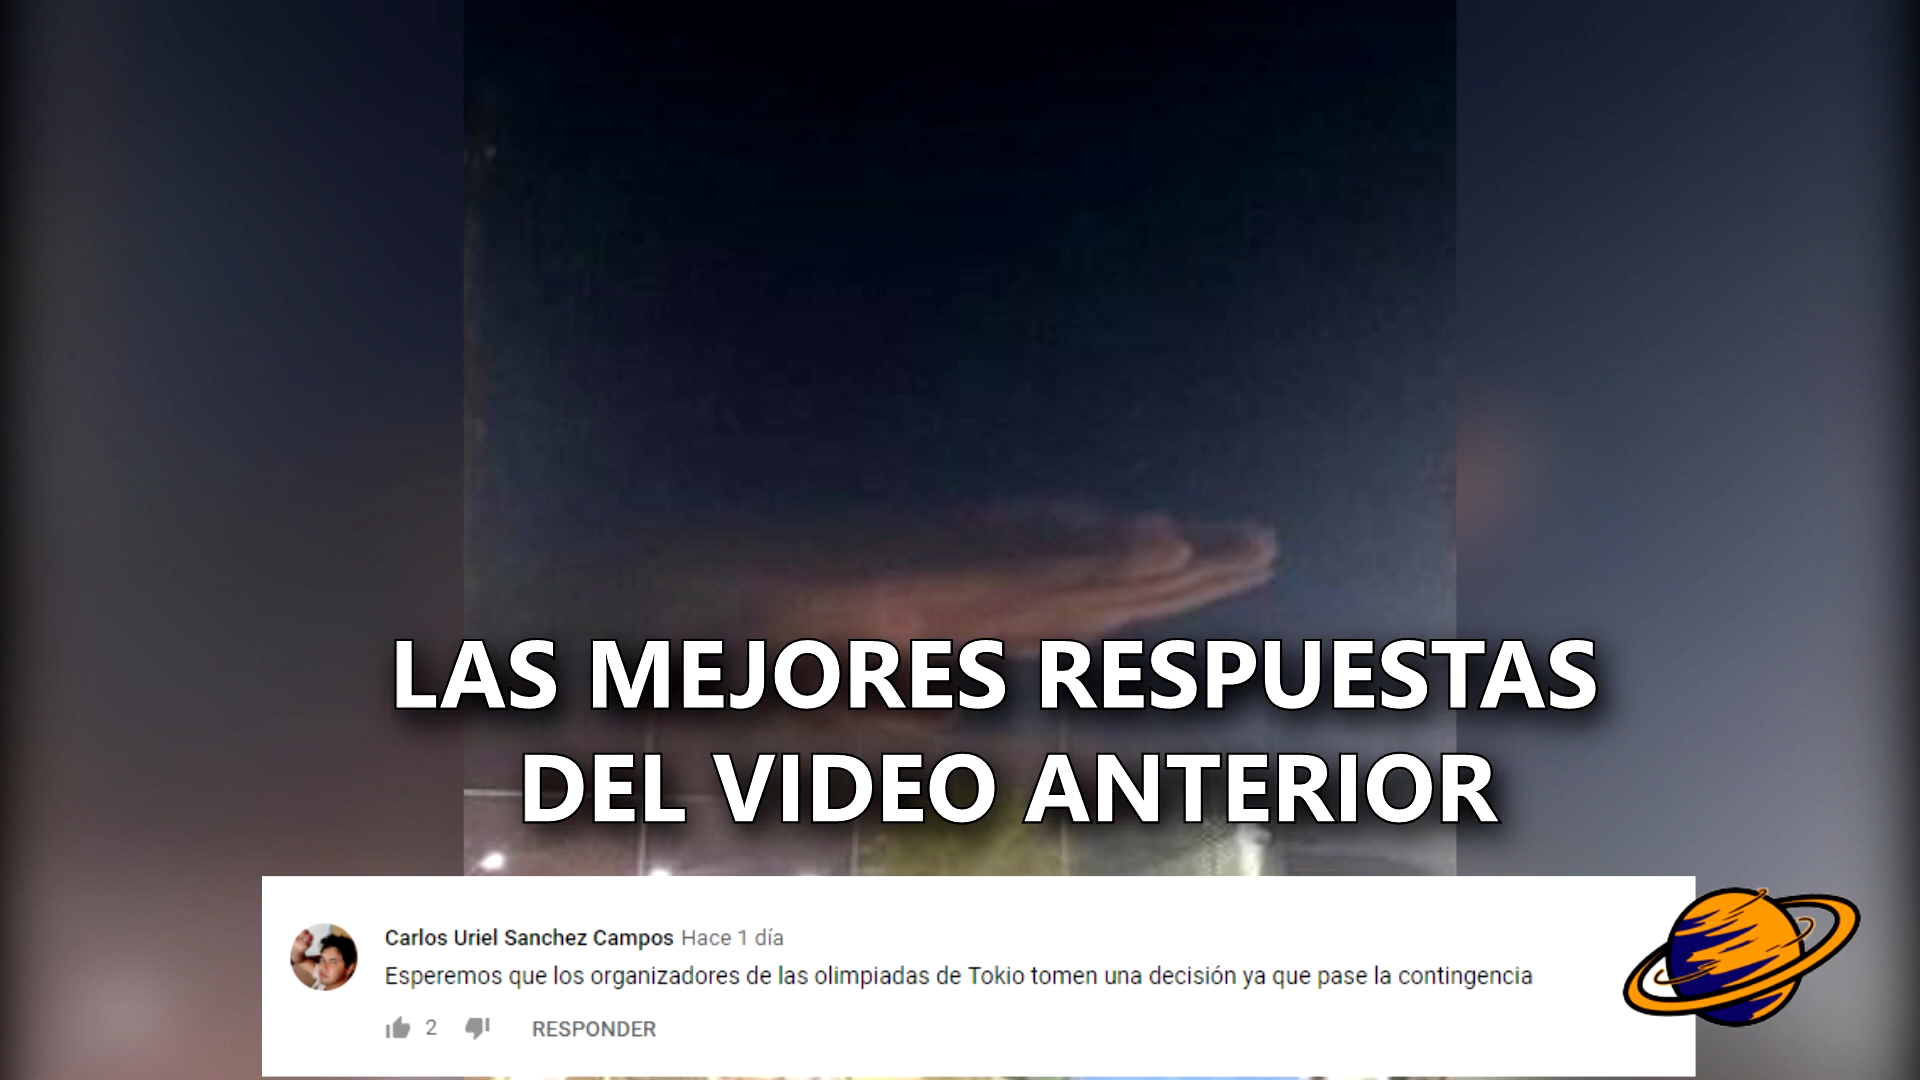 LAS MEJORES RESPUESTAS
DEL VIDEO ANTERIOR
Carlos Uriel Sanchez Campos Hace 1 día
Esperemos que los organizadores de las olimpiadas de Tokio tomen una decisión ya que pase la contingencia
2 RESPONDER